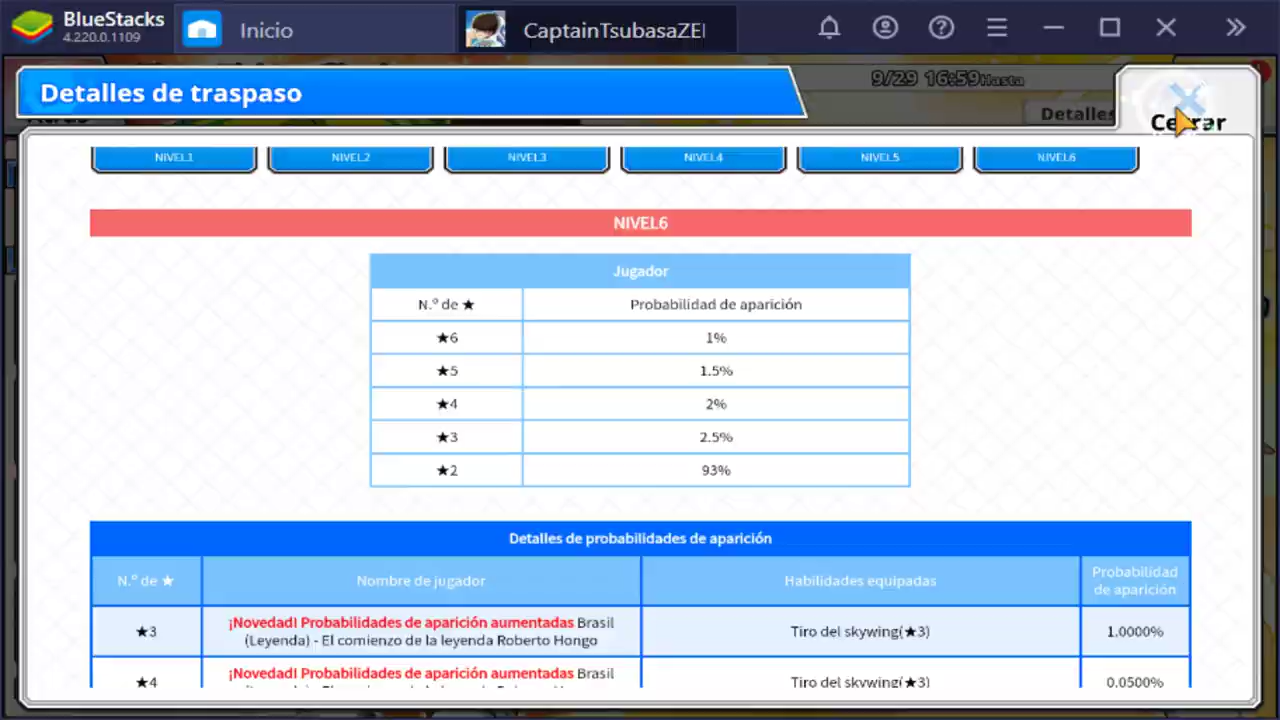 BlueStacks
4.220.0.1109
Inicio
CaptainTsubasaZE
9/29 16:59Hasta
Detalles de traspaso
Detalles
Cerrar
NIVEL1 NIVEL2 NIVEL3 NIVEL4 NIVEL5 NIVEL6
NIVEL6
Jugador
N.º de ★ Probabilidad de aparición
★6 1%
★5 1.5%
★4 2%
★3 2.5%
★2 93%
Detalles de probabilidades de aparición
N.º de ★ Nombre de jugador Habilidades equipadas Probabilidad
de aparición
★3 ¡Novedad! Probabilidades de aparición aumentadas Brasil
(Leyenda) - El comienzo de la leyenda Roberto Hongo Tiro del skywing(★3) 1.0000%
★4 ¡Novedad! Probabilidades de aparición aumentadas Brasil
Tiro del skywing(★3) 0.0500%